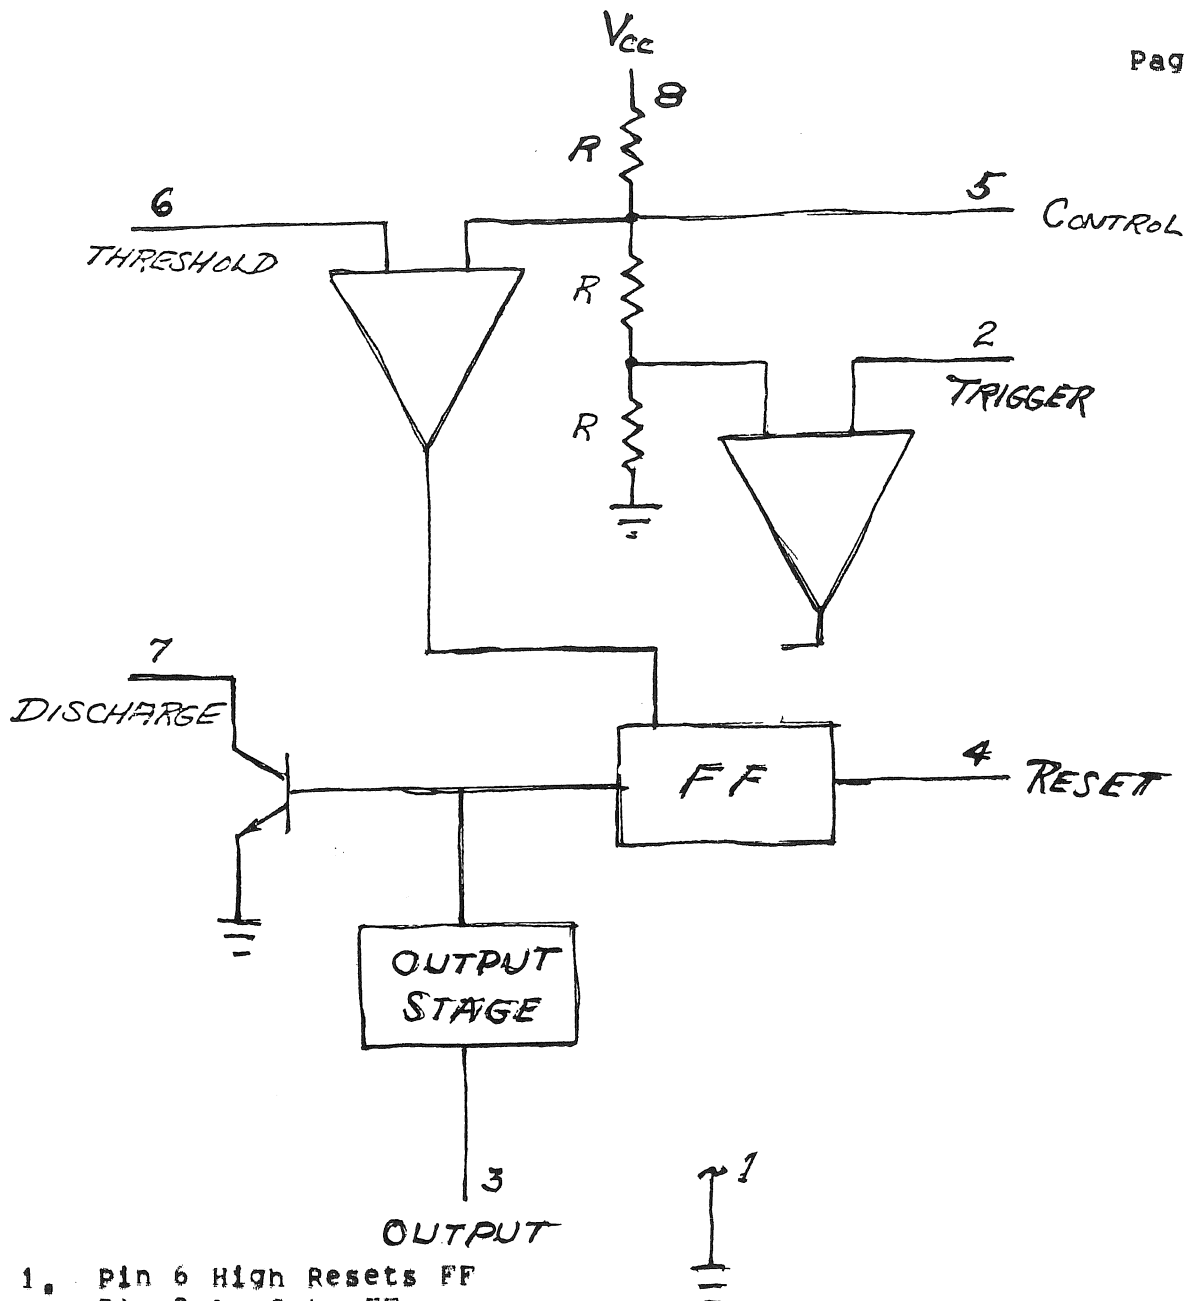 Vcc
Pag
8
R
6
5
CONTROL
THRESHOLD
R
2
TRIGGER
R
7
DISCHARGE
FF
4
RESET
OUTPUT
STAGE
3
1
OUTPUT
1. Pin 6 High Resets FF